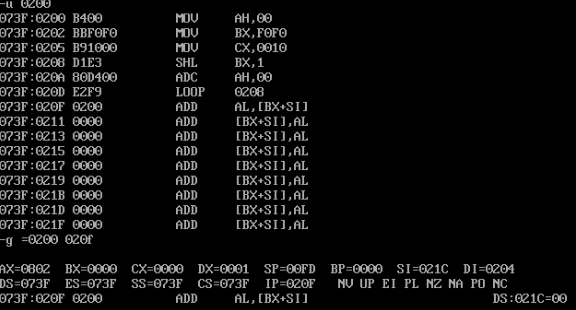 -u 0200
073F:0200 B400 MOV AH,00
073F:0202 BBF0F0 MOV BX,F0F0
073F:0205 B91000 MOV CX,0010
073F:0208 D1E3 SHL BX,1
073F:020A 80D400 ADC AH,00
073F:020D E2F9 LOOP 0208
073F:020F 0200 ADD AL,[BX+SI]
073F:0211 0000 ADD [BX+SI],AL
073F:0213 0000 ADD [BX+SI],AL
073F:0215 0000 ADD [BX+SI],AL
073F:0217 0000 ADD [BX+SI],AL
073F:0219 0000 ADD [BX+SI],AL
073F:021B 0000 ADD [BX+SI],AL
073F:021D 0000 ADD [BX+SI],AL
073F:021F 0000 ADD [BX+SI],AL
-g =0200 020f
AX=0802 BX=0000 CX=0000 DX=0001 SP=00FD BP=0000 SI=021C DI=0204
DS=073F ES=073F SS=073F CS=073F IP=020F NV UP EI PL NZ NA PO NC
073F:020F 0200 ADD AL,[BX+SI] DS:021C=00